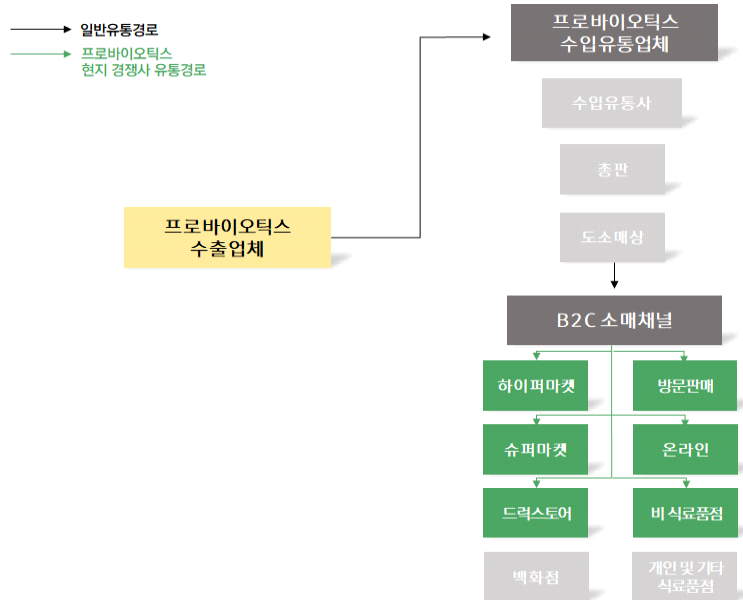 일반유통경로
프로바이오틱스
현지 경쟁사 유통경로
프로바이오틱스
수입유통업체
수입유통사
총판
도소매상
프로바이오틱스
수출업체
B2C 소매채널
하이퍼마켓
방문판매
슈퍼마켓
온라인
드럭스토어
비 식료품점
백화점
개인 및 기타
식료품점